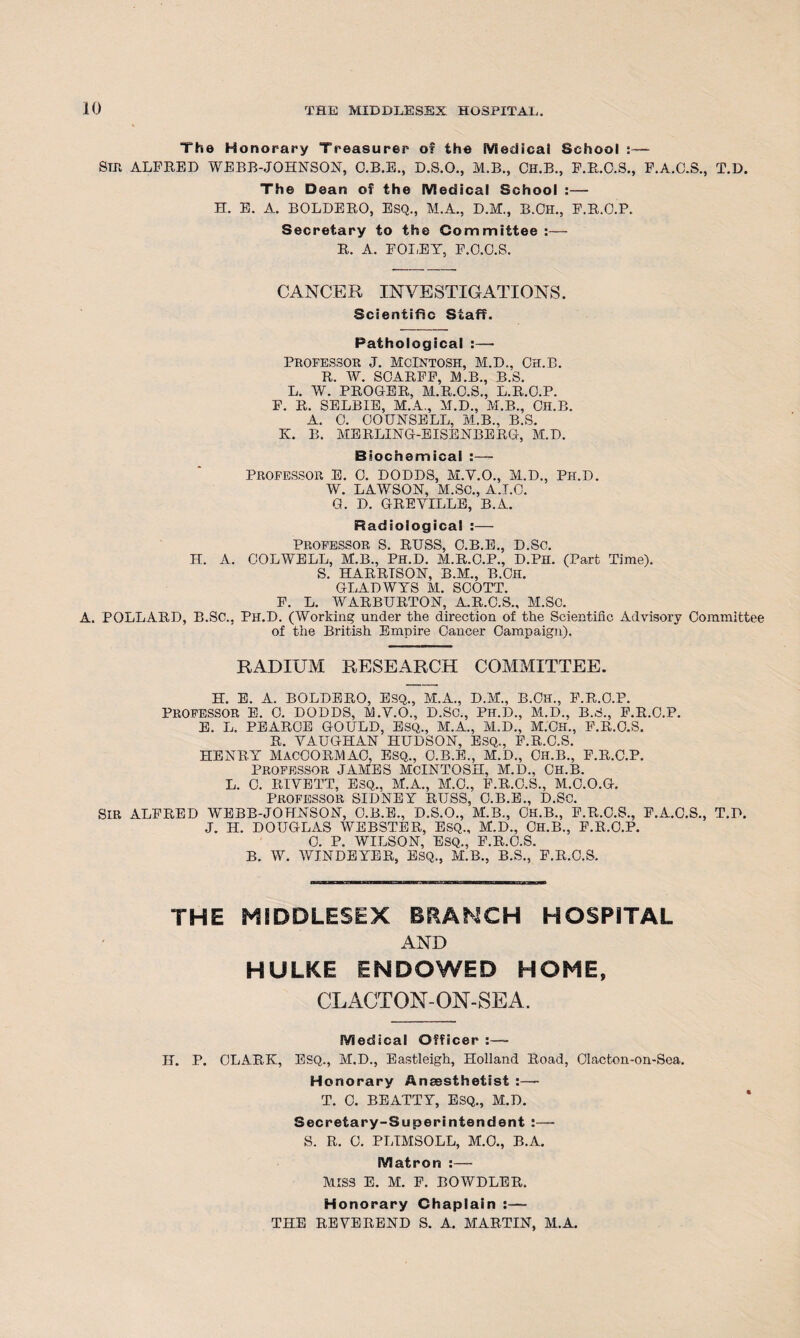 10
THE MIDDLESEX HOSPITAL.
The Honorary Treasurer of the Medical School :—
SIR ALFRED WEBB-JOHNSON, C.B.E., D.S.O., M.B., CH.B., F.R.C.S., F.A.C.S., T.D.
The Dean of the Medical School :—
H. E. A. BOLDERO, ESQ., M.A., D.M., B.CH., F.R.C.P.
Secretary to the Committee :—
R. A. FOLEY, F.C.C.S.
CANCER INVESTIGATIONS.
Scientific Staff.
Pathological :—
PROFESSOR J. MCINTOSH, M.D., CH.B.
R. W. SCARFF, M.B., B.S.
L. W. PROGER, M.R.C.S., L.R.C.P.
F. R. SELBIE, M.A., M.D., M.B., CH.B.
A. C. COUNSELL, M.B., B.S.
K. B. MERLING-EISENBERG, M.D.
Biochemical :—
PROFESSOR E. C. DODDS, M.V.O., M.D., PH.D.
W. LAWSON, M.SC., A.I.C.
G. D. GREVILLE, B.A.
Radiological :—
PROFESSOR S. RUSS, C.B.E., D.SC.
H. A. COLWELL, M.B., PH.D. M.R.C.P., D.PH. (Part Time).
S. HARRISON, B.M., B.CH.
GLADWYS M. SCOTT.
F. L. WARBURTON, A.R.C.S., M.SC.
A. POLLARD, B.SC., PH.D. (Working under the direction of the Scientific Advisory Committee
of the British Empire Cancer Campaign).
RADIUM RESEARCH COMMITTEE.
H. E. A. BOLDERO, ESQ., M.A., D.M., B.CH., F.R.C.P.
PROFESSOR E. C. DODDS, M.V.O., D.SC., PH.D., M.D., B.S., F.R.C.P.
E. L. PEARCE GOULD, ESQ., M.A., M.D., M.CH., F.R.C.S.
R. VAUGHAN HUDSON, ESQ., F.R.C.S.
HENRY MACCORMAC, ESQ., C.B.E., M.D., CH.B., F.R.C.P.
PROFESSOR JAMES MCINTOSH, M.D., CH.B.
L. C. RIVETT, ESQ., M.A., M.C., F.R.C.S., M.C.O.G.
PROFESSOR SIDNEY RUSS, C.B.E., D.SC.
SIR ALFRED WEBB-JOHNSON, C.B.E., D.S.O., M.B., CH.B., F.R.C.S., F.A.C.S., T.D.
J. H. DOUGLAS WEBSTER, ESQ., M.D., CH.B., F.R.C.P.
C. P. WILSON, ESQ., F.R.C.S.
B. W. WINDEYER, ESQ., M.B., B.S., F.R.C.S.
THE MIDDLESEX BRANCH HOSPITAL
AND
HULKE ENDOWED HOME,
CLACTON-ON-SEA.
Medical Officer :—
H. P. CLARK, ESQ., M.D., Eastleigh, Holland Road, Clacton-on-Sea.
Honorary Anæsthetist :—
T. C. BEATTY, ESQ., M.D.
Secretary-Superintendent :—
S. R. C. PLIMSOLL, M.C., B.A.
Matron :—
MISS E. M. F. BOWDLER.
Honorary Chaplain :—
THE REVEREND S. A. MARTIN, M.A.